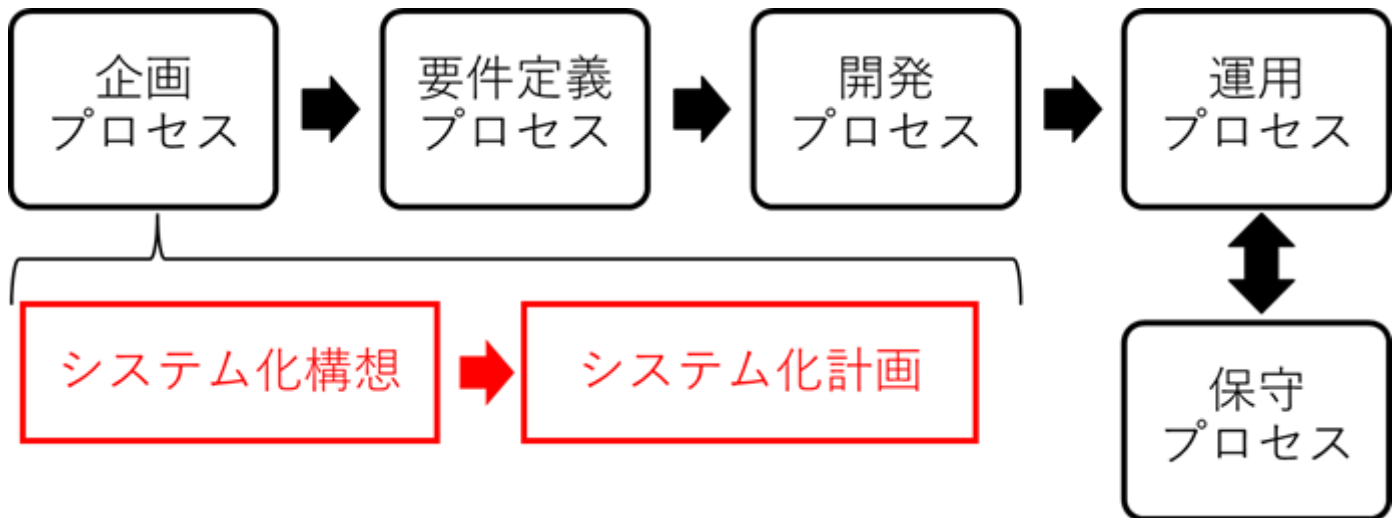 企画
プロセス
要件定義
プロセス
開発
プロセス
運用
プロセス
システム化構想
システム化計画
保守
プロセス